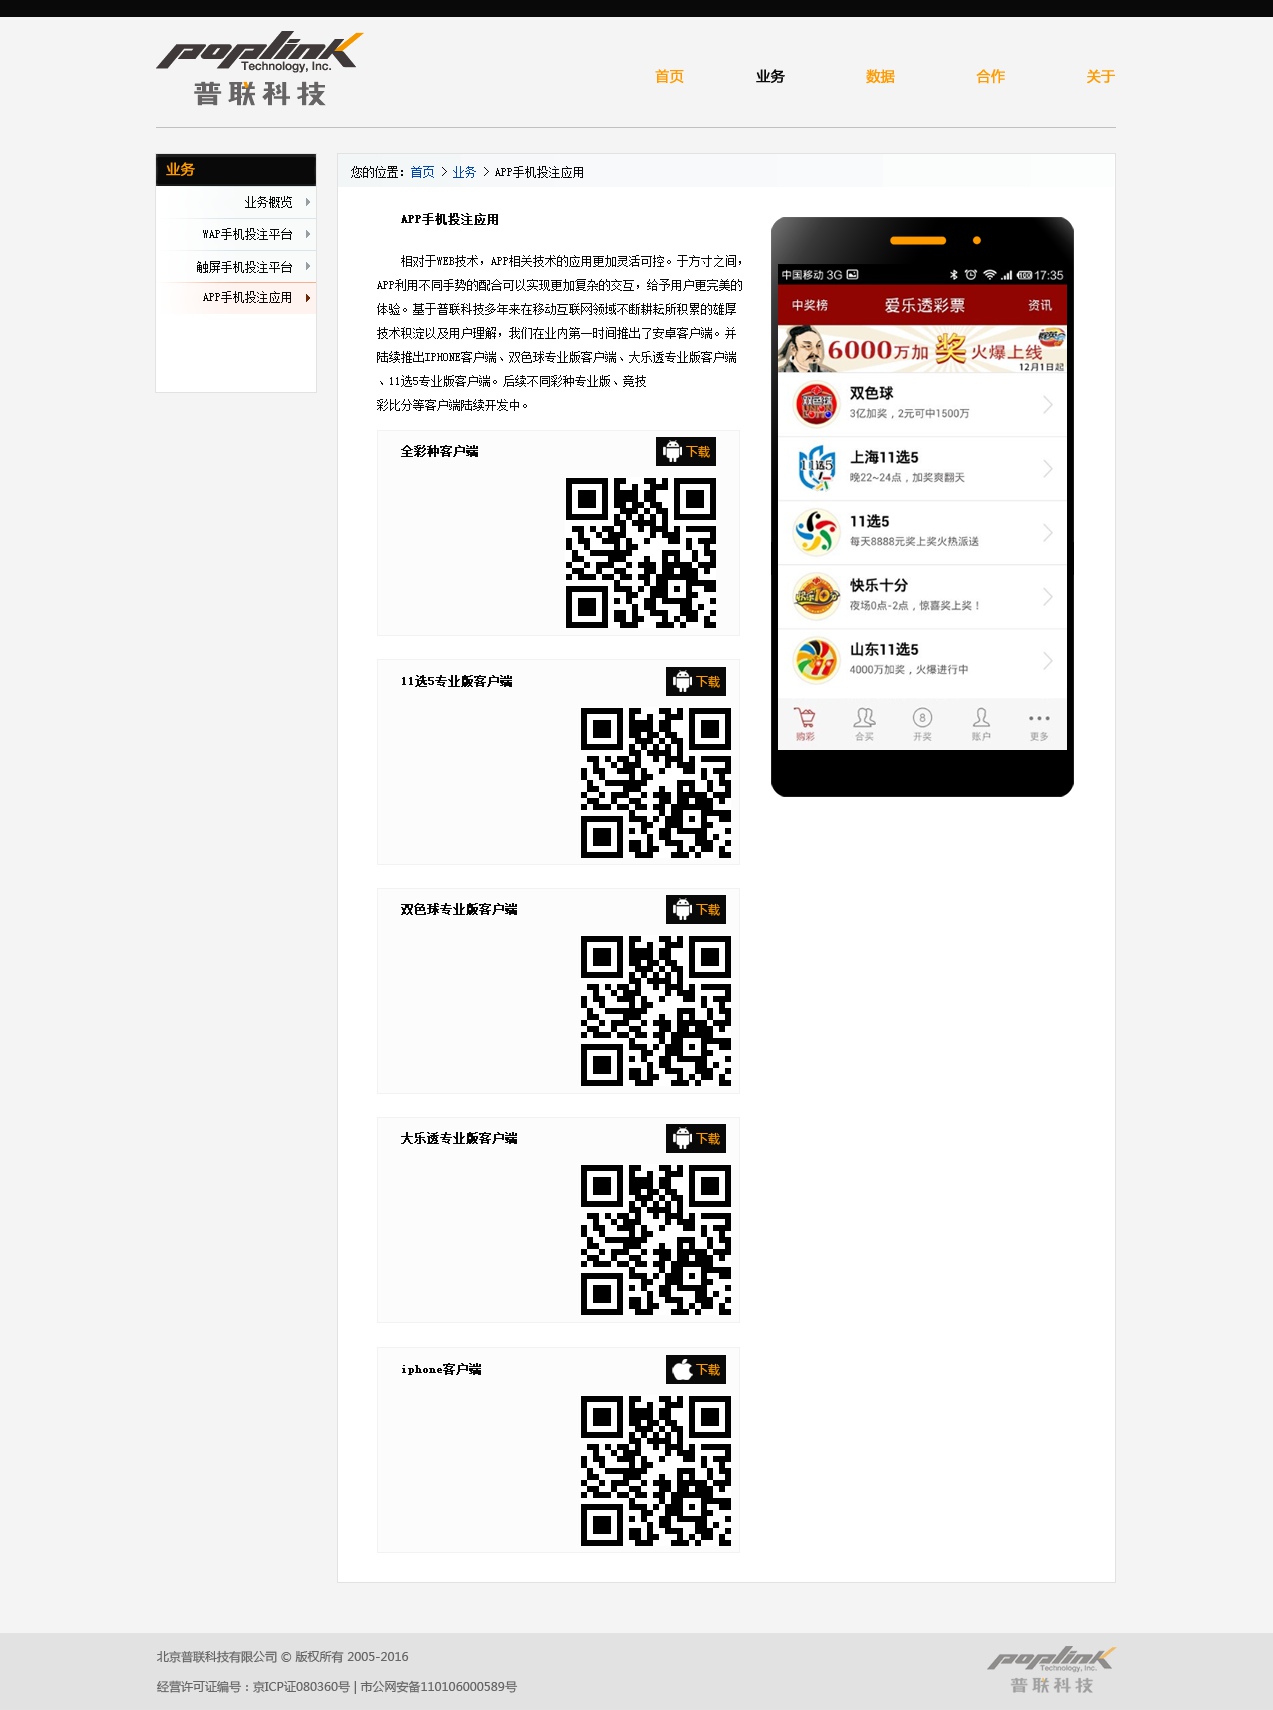 poplink
Technology, Inc.
普联科技
首页 业务 数据 合作 关于
业务
业务概览
WAP手机投注平台
触屏手机投注平台
APP手机投注应用
您的位置：首页 > 业务 > APP手机投注应用
APP手机投注应用
相对于WEB技术，APP相关技术的应用更加灵活可控。于方寸之间，
APP利用不同手势的配合可以实现更加复杂的交互，给予用户更完美的
体验。基于普联科技多年来在移动互联网领域不断耕耘所积累的雄厚
技术积淀以及用户理解，我们在业内第一时间推出了安卓客户端。并
陆续推出IPHONE客户端、双色球专业版客户端、大乐透专业版客户端
、11选5专业版客户端。后续不同彩种专业版、竞技
彩比分等客户端陆续开发中。
全彩种客户端 下载
11选5专业版客户端 下载
双色球专业版客户端 下载
大乐透专业版客户端 下载
iphone客户端 下载
中国移动 3G 17:35
中奖榜 爱乐透彩票 资讯
6000万加奖火爆上线
12月1日起
双色球
3亿加奖，2元可中1500万
上海11选5
晚22~24点，加奖爽翻天
11选5
每天8888元奖上奖火热派送
快乐十分
夜场0点-2点，惊喜奖上奖！
山东11选5
4000万加奖，火爆进行中
购彩 合买 开奖 账户 更多
北京普联科技有限公司 © 版权所有 2005-2016
经营许可证编号：京ICP证080360号 | 市公网安备110106000589号
poplink
Technology, Inc.
普联科技